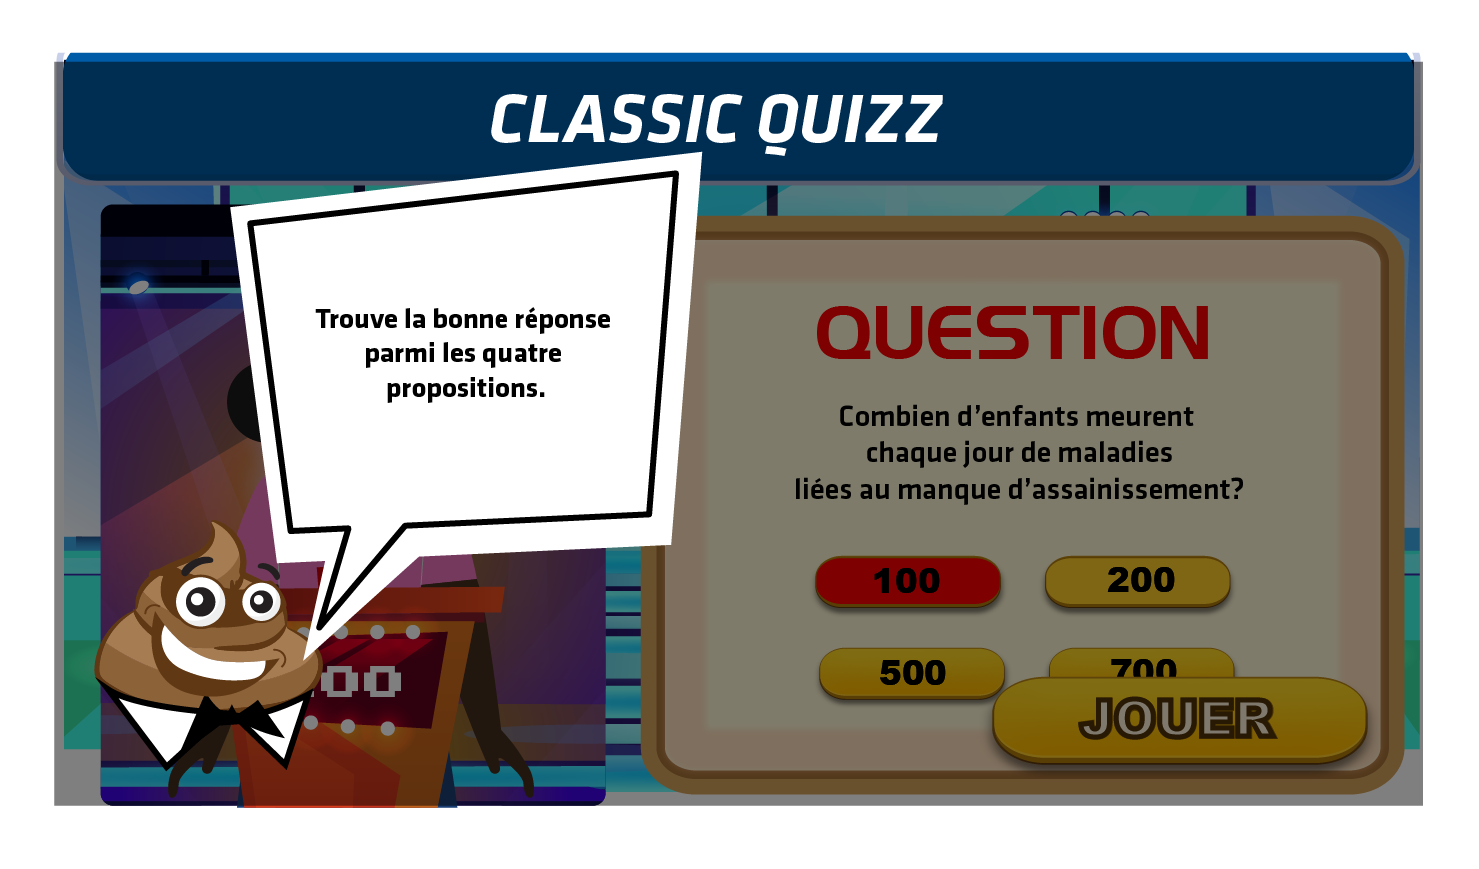 CLASSIC QUIZZ
Trouve la bonne réponse
parmi les quatre
propositions.
QUESTION
Combien d’enfants meurent
chaque jour de maladies
liées au manque d’assainissement?
100
200
500
700
JOUER